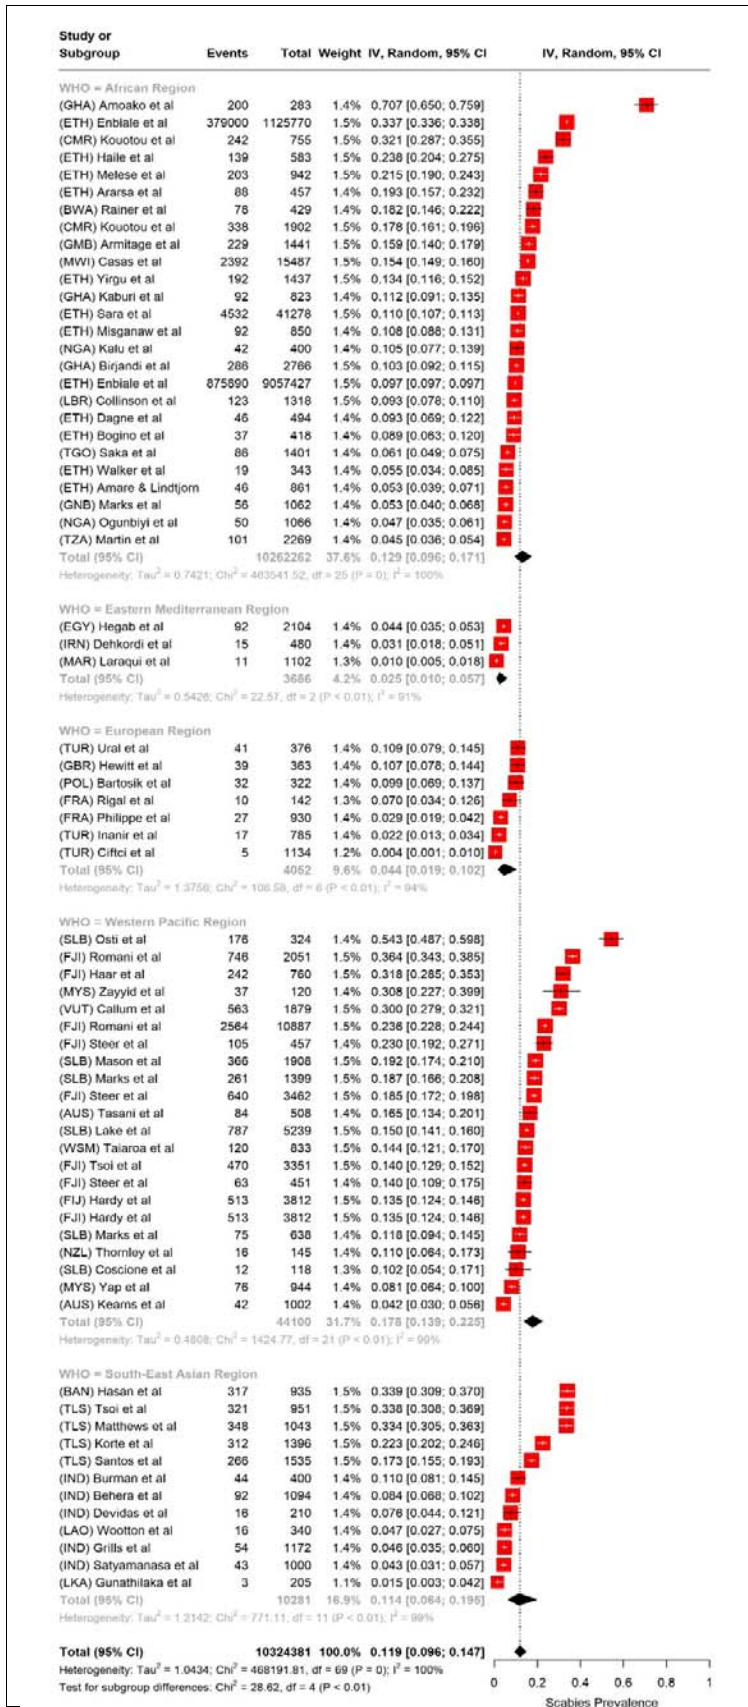 Study or
Subgroup Events Total Weight IV, Random, 95% CI IV, Random, 95% CI
WHO = African Region
(GHA) Amoako et al 200 283 1.4% 0.707 [0.650; 0.759]
(ETH) Enbiale et al 379000 1125770 1.5% 0.337 [0.336; 0.338]
(CMR) Kouotou et al 242 755 1.5% 0.321 [0.287; 0.355]
(ETH) Haile et al 139 583 1.4% 0.238 [0.204; 0.275]
(ETH) Melese et al 203 942 1.4% 0.215 [0.190; 0.243]
(ETH) Ararsa et al 88 457 1.4% 0.193 [0.157; 0.232]
(BWA) Rainer et al 78 429 1.4% 0.182 [0.146; 0.222]
(CMR) Kouotou et al 338 1902 1.5% 0.178 [0.161; 0.196]
(GMB) Armitage et al 229 1441 1.4% 0.159 [0.140; 0.179]
(MWI) Casas et al 2392 15487 1.5% 0.154 [0.149; 0.160]
(ETH) Yirgu et al 192 1437 1.4% 0.134 [0.116; 0.152]
(GHA) Kaburi et al 92 823 1.4% 0.112 [0.091; 0.135]
(ETH) Sara et al 4532 41278 1.5% 0.110 [0.107; 0.113]
(ETH) Misganaw et al 92 850 1.4% 0.108 [0.088; 0.131]
(NGA) Kalu et al 42 400 1.4% 0.105 [0.077; 0.139]
(GHA) Birjandi et al 286 2766 1.4% 0.103 [0.092; 0.115]
(ETH) Enbiale et al 875890 9057427 1.5% 0.097 [0.097; 0.097]
(LBR) Collinson et al 123 1318 1.4% 0.093 [0.078; 0.110]
(ETH) Dagne et al 46 494 1.4% 0.093 [0.069; 0.122]
(ETH) Bogino et al 37 418 1.4% 0.089 [0.063; 0.120]
(TGO) Saka et al 86 1401 1.4% 0.061 [0.049; 0.075]
(ETH) Walker et al 19 343 1.4% 0.055 [0.034; 0.085]
(ETH) Amare & Lindtjorn 46 861 1.4% 0.053 [0.039; 0.071]
(GNB) Marks et al 56 1062 1.4% 0.053 [0.040; 0.068]
(NGA) Ogunbiyi et al 50 1066 1.4% 0.047 [0.035; 0.061]
(TZA) Martin et al 101 2269 1.4% 0.045 [0.036; 0.054]
Total (95% CI) 10262262 37.6% 0.129 [0.096; 0.171]
Heterogeneity: Tau² = 0.7421; Chi² = 463541.52, df = 25 (P = 0); I² = 100%
WHO = Eastern Mediterranean Region
(EGY) Hegab et al 92 2104 1.4% 0.044 [0.035; 0.053]
(IRN) Dehkordi et al 15 480 1.4% 0.031 [0.018; 0.051]
(MAR) Laraqui et al 11 1102 1.3% 0.010 [0.005; 0.018]
Total (95% CI) 3686 4.2% 0.025 [0.010; 0.057]
Heterogeneity: Tau² = 0.5426; Chi² = 22.57, df = 2 (P < 0.01); I² = 91%
WHO = European Region
(TUR) Ural et al 41 376 1.4% 0.109 [0.079; 0.145]
(GBR) Hewitt et al 39 363 1.4% 0.107 [0.078; 0.144]
(POL) Bartosik et al 32 322 1.4% 0.099 [0.069; 0.137]
(FRA) Rigal et al 10 142 1.3% 0.070 [0.034; 0.126]
(FRA) Philippe et al 27 930 1.4% 0.029 [0.019; 0.042]
(TUR) Inanir et al 17 785 1.4% 0.022 [0.013; 0.034]
(TUR) Ciftci et al 5 1134 1.2% 0.004 [0.001; 0.010]
Total (95% CI) 4052 9.6% 0.044 [0.019; 0.102]
Heterogeneity: Tau² = 1.3756; Chi² = 106.58, df = 6 (P < 0.01); I² = 94%
WHO = Western Pacific Region
(SLB) Osti et al 176 324 1.4% 0.543 [0.487; 0.598]
(FJI) Romani et al 746 2051 1.5% 0.364 [0.343; 0.385]
(FJI) Haar et al 242 760 1.5% 0.318 [0.285; 0.353]
(MYS) Zayyid et al 37 120 1.4% 0.308 [0.227; 0.399]
(VUT) Callum et al 563 1879 1.5% 0.300 [0.279; 0.321]
(FJI) Romani et al 2564 10887 1.5% 0.236 [0.228; 0.244]
(FJI) Steer et al 105 457 1.4% 0.230 [0.192; 0.271]
(SLB) Mason et al 366 1908 1.5% 0.192 [0.174; 0.210]
(SLB) Marks et al 261 1399 1.5% 0.187 [0.166; 0.208]
(FJI) Steer et al 640 3462 1.5% 0.185 [0.172; 0.198]
(AUS) Tasani et al 84 508 1.4% 0.165 [0.134; 0.201]
(SLB) Lake et al 787 5239 1.5% 0.150 [0.141; 0.160]
(WSM) Taiaroa et al 120 833 1.4% 0.144 [0.121; 0.170]
(FJI) Tsoi et al 470 3351 1.5% 0.140 [0.129; 0.152]
(FJI) Steer et al 63 451 1.4% 0.140 [0.109; 0.175]
(FIJ) Hardy et al 513 3812 1.5% 0.135 [0.124; 0.146]
(FJI) Hardy et al 513 3812 1.5% 0.135 [0.124; 0.146]
(SLB) Marks et al 75 638 1.4% 0.118 [0.094; 0.145]
(NZL) Thornley et al 16 145 1.4% 0.110 [0.064; 0.173]
(SLB) Coscione et al 12 118 1.4% 0.102 [0.054; 0.171]
(MYS) Yap et al 76 944 1.4% 0.081 [0.064; 0.100]
(AUS) Kearns et al 42 1002 1.4% 0.042 [0.030; 0.056]
Total (95% CI) 44100 31.7% 0.178 [0.139; 0.225]
Heterogeneity: Tau² = 0.4808; Chi² = 1424.77, df = 21 (P < 0.01); I² = 99%
WHO = South-East Asian Region
(BAN) Hasan et al 317 935 1.5% 0.339 [0.309; 0.370]
(TLS) Tsoi et al 321 951 1.5% 0.338 [0.308; 0.369]
(TLS) Matthews et al 348 1043 1.5% 0.334 [0.305; 0.363]
(TLS) Korte et al 312 1396 1.5% 0.223 [0.202; 0.246]
(TLS) Santos et al 266 1535 1.5% 0.173 [0.155; 0.193]
(IND) Burman et al 44 400 1.4% 0.110 [0.081; 0.145]
(IND) Behera et al 92 1094 1.4% 0.084 [0.068; 0.102]
(IND) Devidas et al 16 210 1.4% 0.076 [0.044; 0.121]
(LAO) Wootton et al 16 340 1.4% 0.047 [0.027; 0.075]
(IND) Grills et al 54 1172 1.4% 0.046 [0.035; 0.060]
(IND) Satyamanasa et al 43 1000 1.4% 0.043 [0.031; 0.057]
(LKA) Gunathilaka et al 3 205 1.1% 0.015 [0.003; 0.042]
Total (95% CI) 10281 16.9% 0.114 [0.064; 0.195]
Heterogeneity: Tau² = 1.2142; Chi² = 771.11, df = 11 (P < 0.01); I² = 99%
Total (95% CI) 10324381 100.0% 0.119 [0.096; 0.147]
Heterogeneity: Tau² = 1.0434; Chi² = 468191.81, df = 69 (P = 0); I² = 100%
Test for subgroup differences: Chi² = 28.62, df = 4 (P < 0.01)
0 0.2 0.4 0.6 0.8 1
Scabies Prevalence